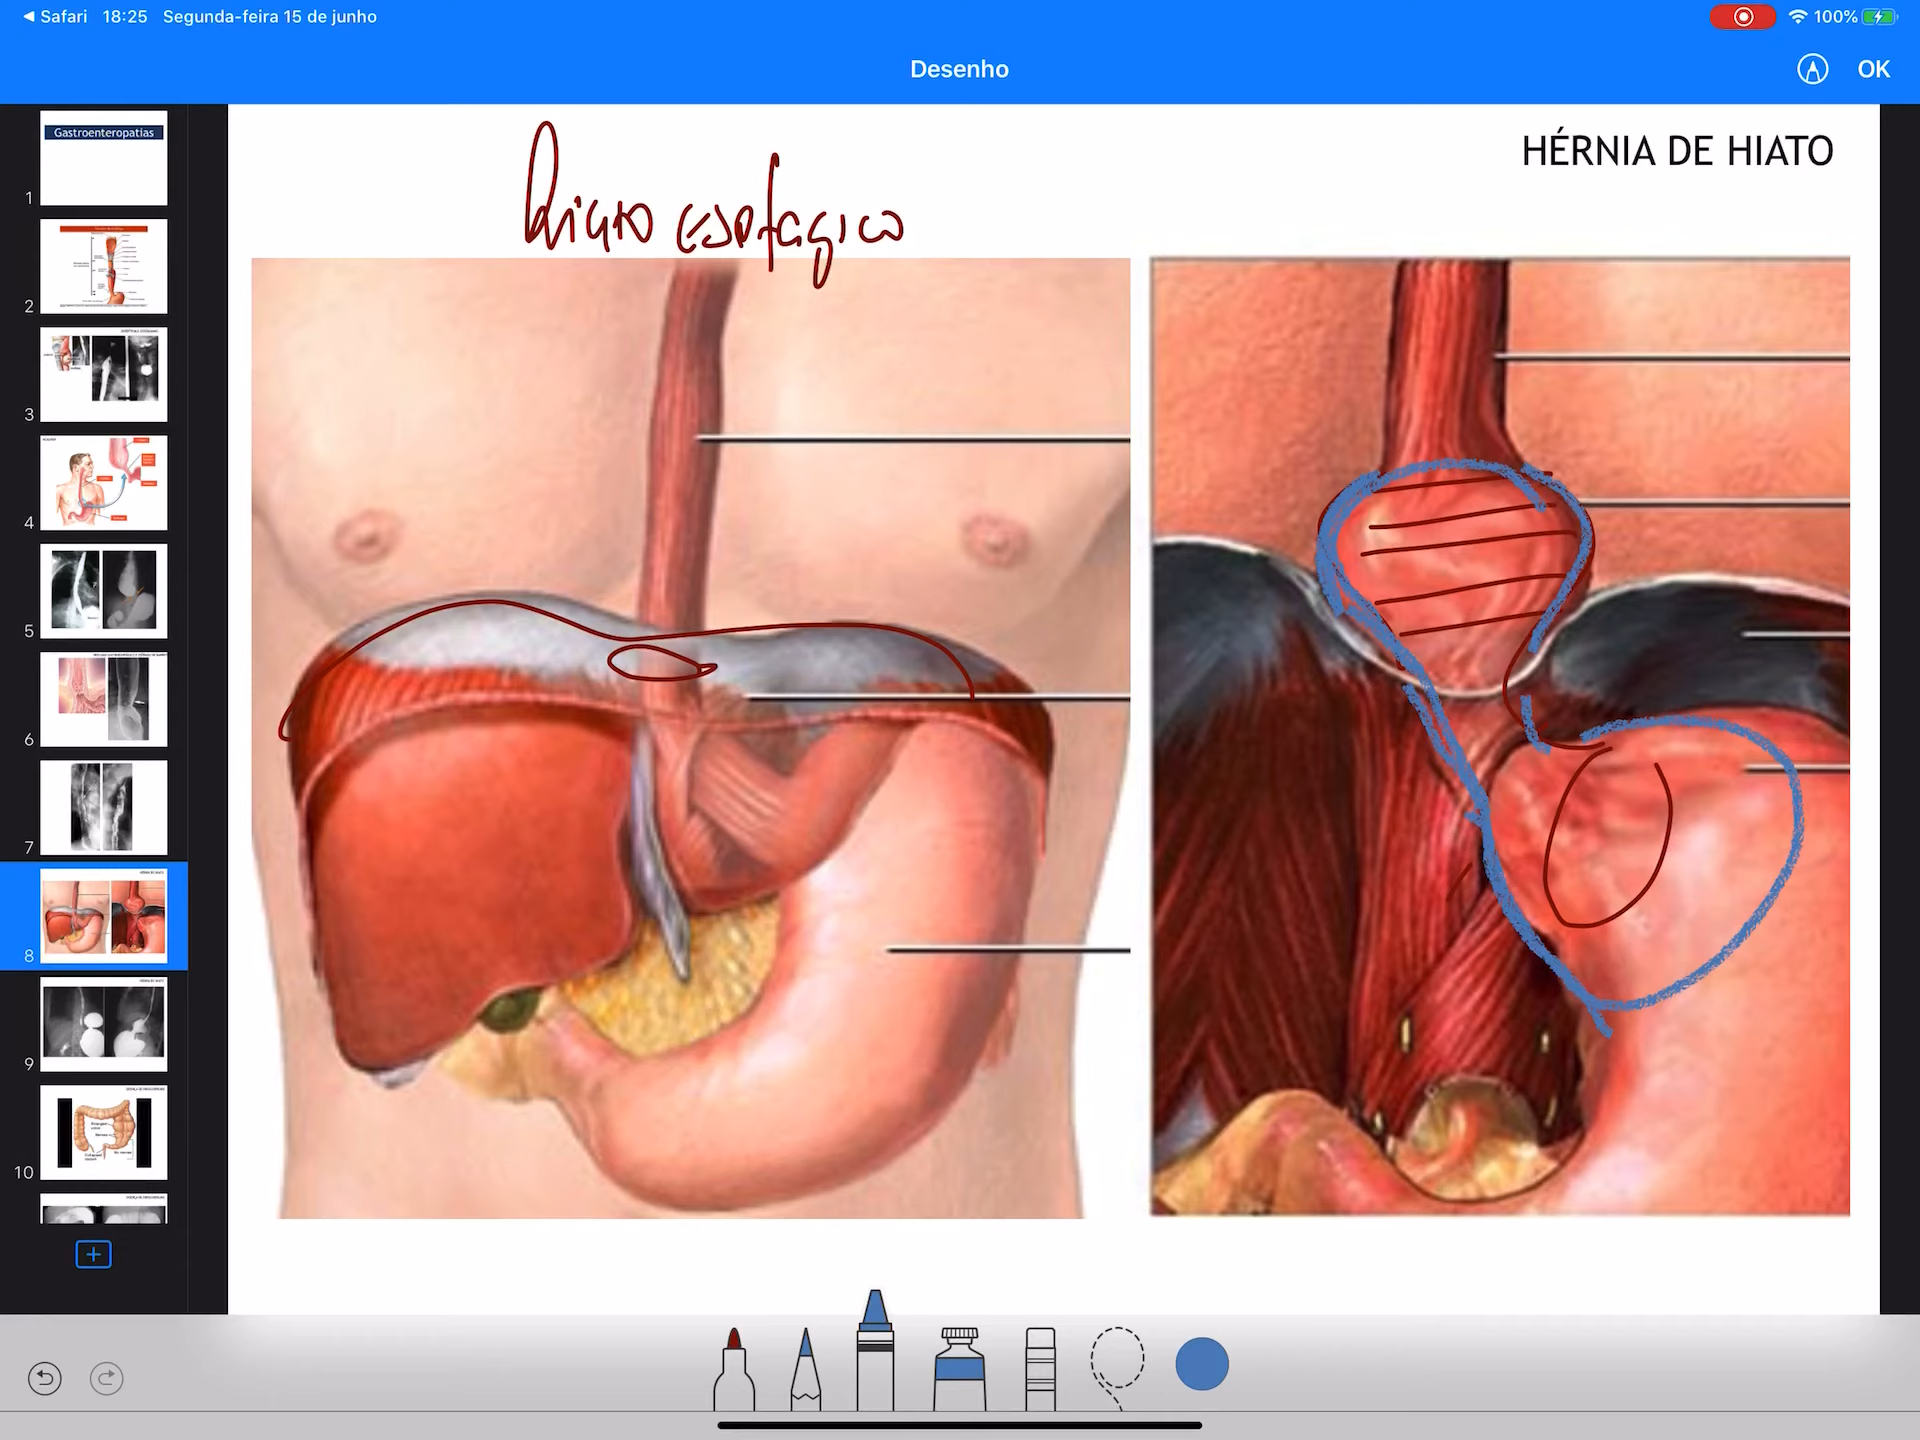 Safari 18:25 Segunda-feira 15 de junho
100%
Desenho
OK
Gastroenteropatias
1
2
3
4
5
6
7
8
9
10
HÉRNIA DE HIATO
hiato esofágico